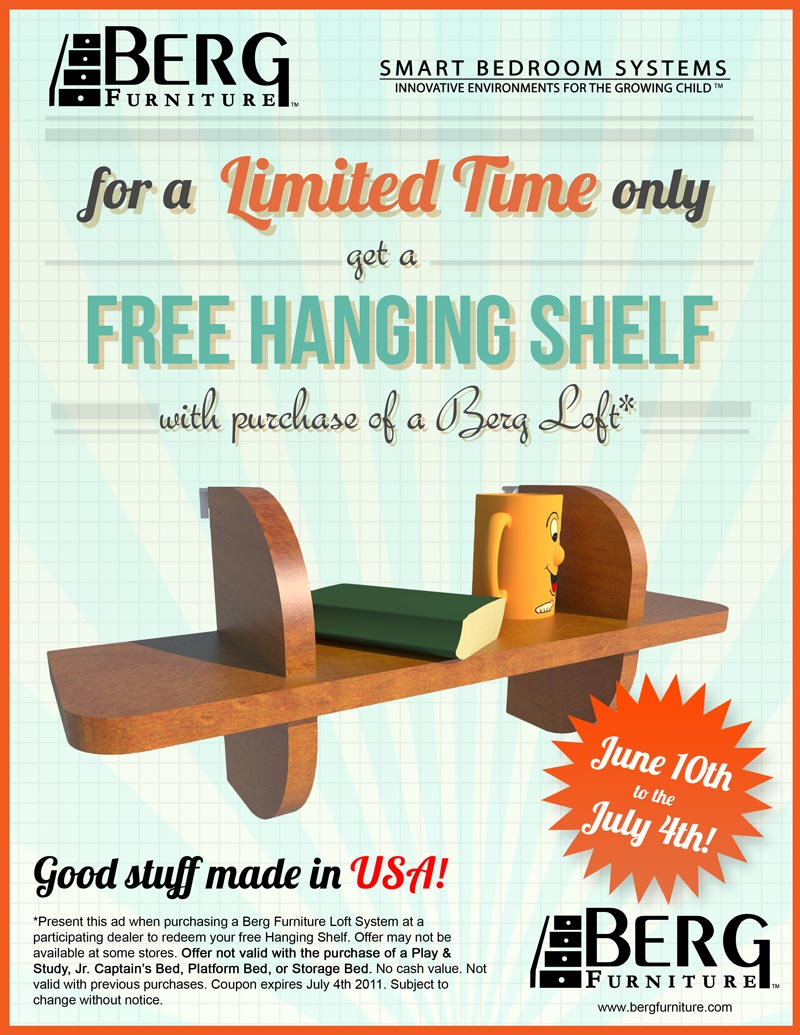 BERG
FURNITURE™
SMART BEDROOM SYSTEMS
INNOVATIVE ENVIRONMENTS FOR THE GROWING CHILD™
for a Limited Time only
get a
FREE HANGING SHELF
with purchase of a Berg Loft*
June 10th
to the
July 4th!
Good stuff made in USA!
*Present this ad when purchasing a Berg Furniture Loft System at a
participating dealer to redeem your free Hanging Shelf. Offer may not be
available at some stores. Offer not valid with the purchase of a Play &
Study, Jr. Captain's Bed, Platform Bed, or Storage Bed. No cash value. Not
valid with previous purchases. Coupon expires July 4th 2011. Subject to
change without notice.
BERG
FURNITURE™
www.bergfurniture.com